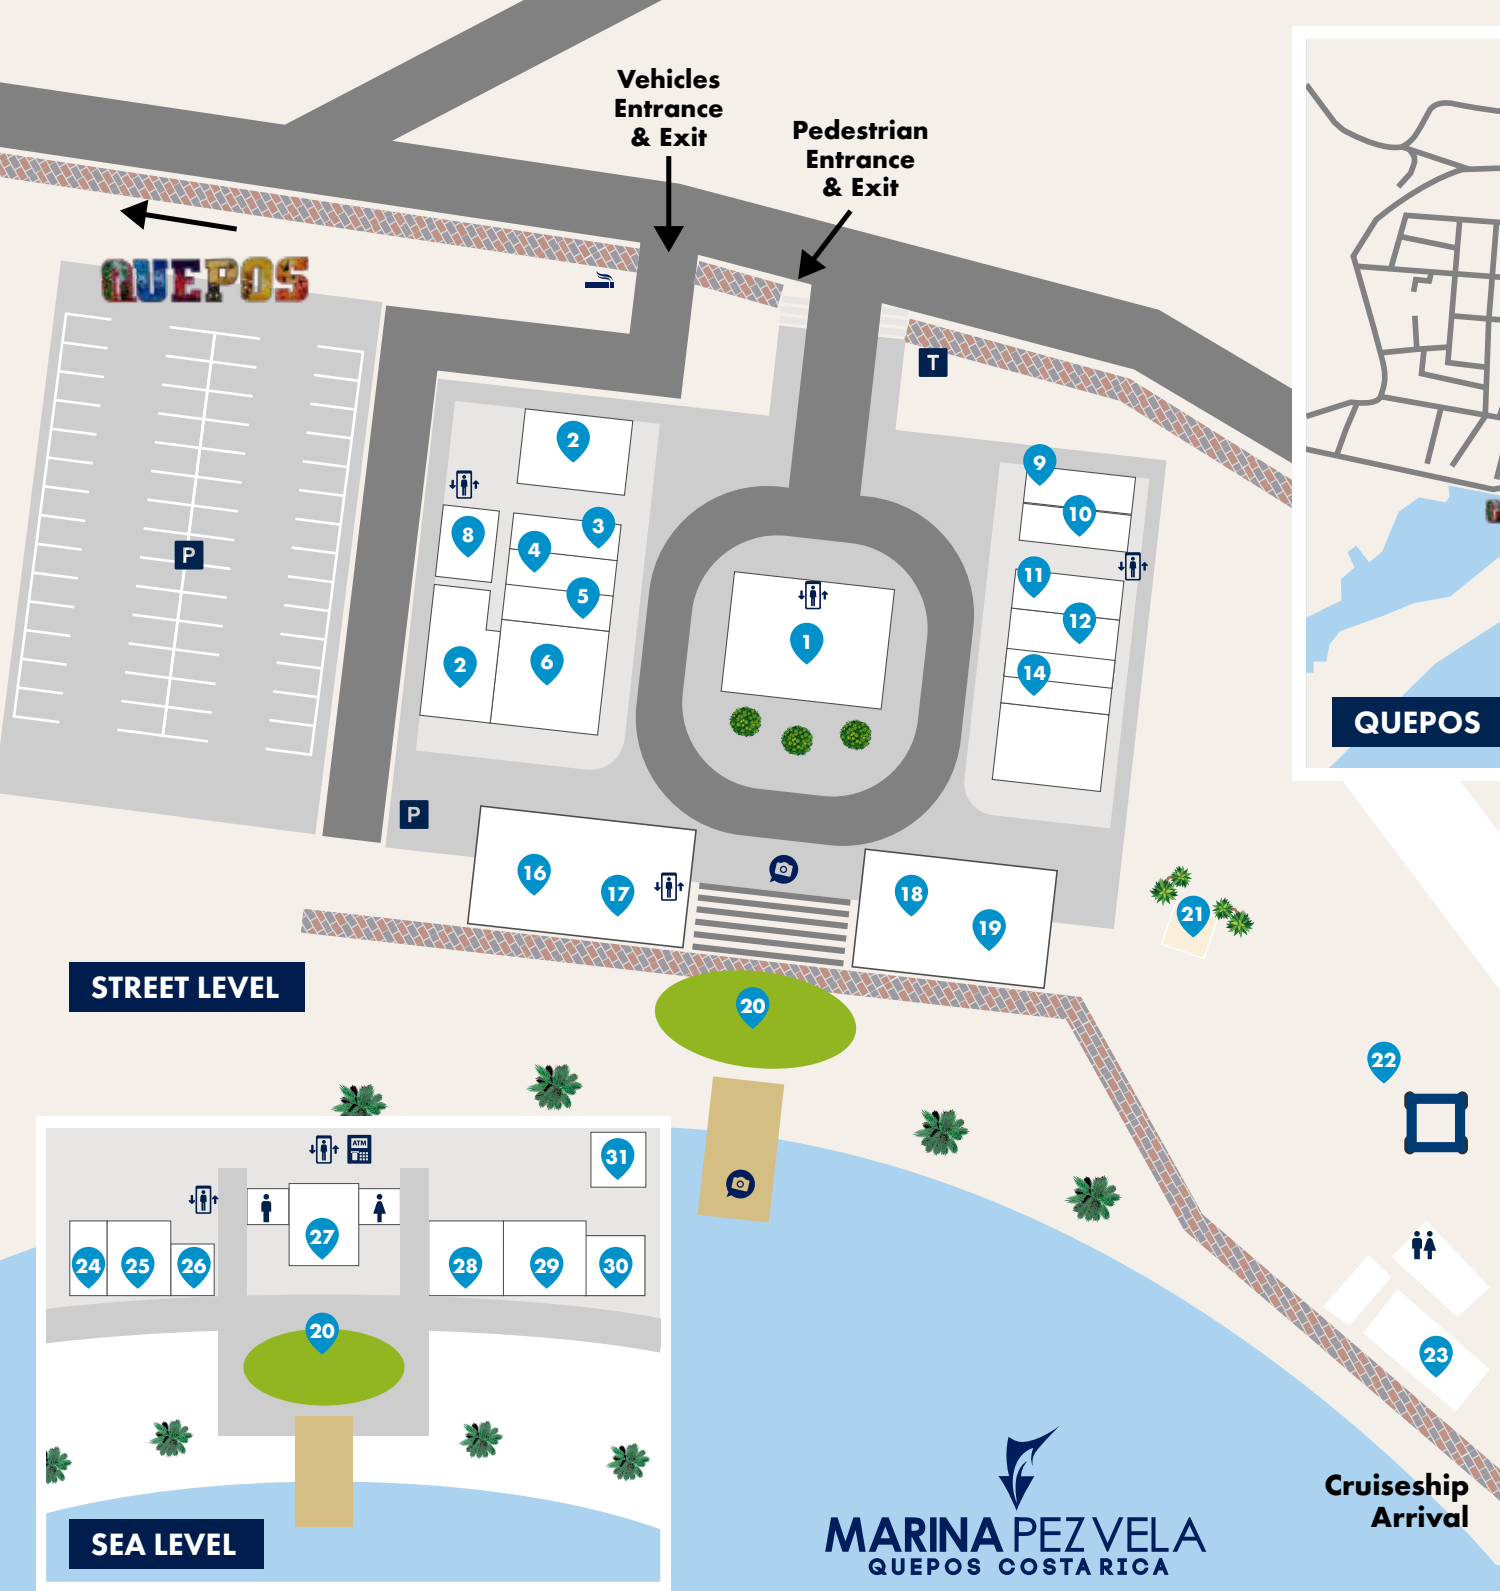 Vehicles
Entrance
& Exit
Pedestrian
Entrance
& Exit
QUEPOS
T
P
2
8
3
4
5
2
6
1
9
10
11
12
14
QUEPOS
P
16
17
18
19
21
STREET LEVEL
20
22
ATM
31
27
24
25
26
28
29
30
20
23
SEA LEVEL
Cruiseship
Arrival
MARINA PEZ VELA
QUEPOS COSTA RICA